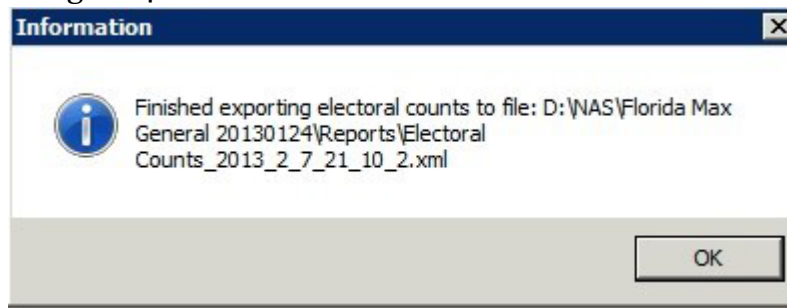 Information
Finished exporting electoral counts to file: D:\NAS\Florida Max
General 20130124\Reports\Electoral
Counts_2013_2_7_21_10_2.xml
OK